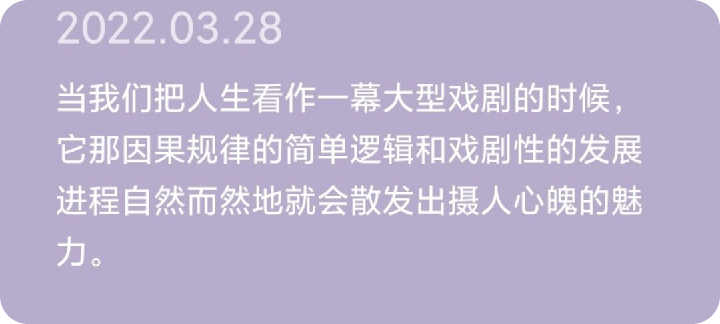 2022.03.28
当我们把人生看作一幕大型戏剧的时候，
它那因果规律的简单逻辑和戏剧性的发展
进程自然而然地就会散发出摄人心魄的魅
力。